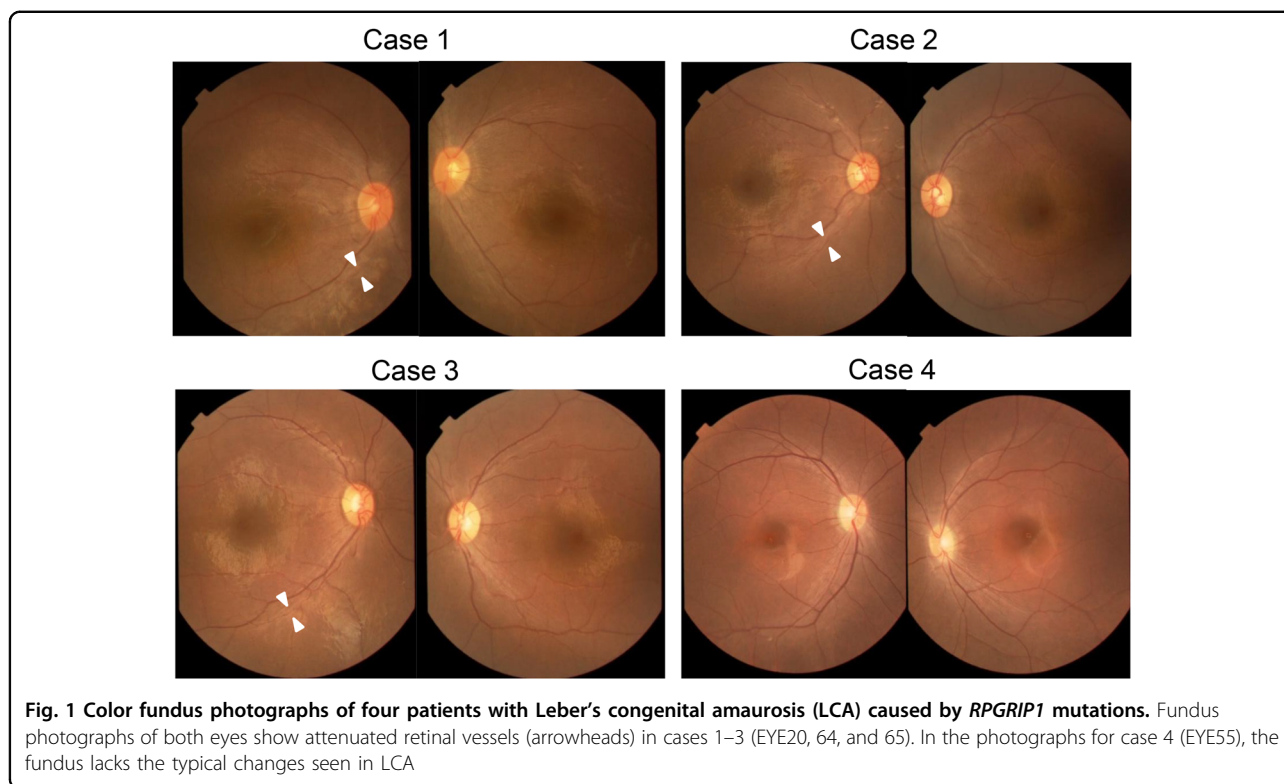 Case 1
Case 2
Case 3
Case 4
Fig. 1 Color fundus photographs of four patients with Leber's congenital amaurosis (LCA) caused by RPGRIP1 mutations. Fundus
photographs of both eyes show attenuated retinal vessels (arrowheads) in cases 1–3 (EYE20, 64, and 65). In the photographs for case 4 (EYE55), the
fundus lacks the typical changes seen in LCA